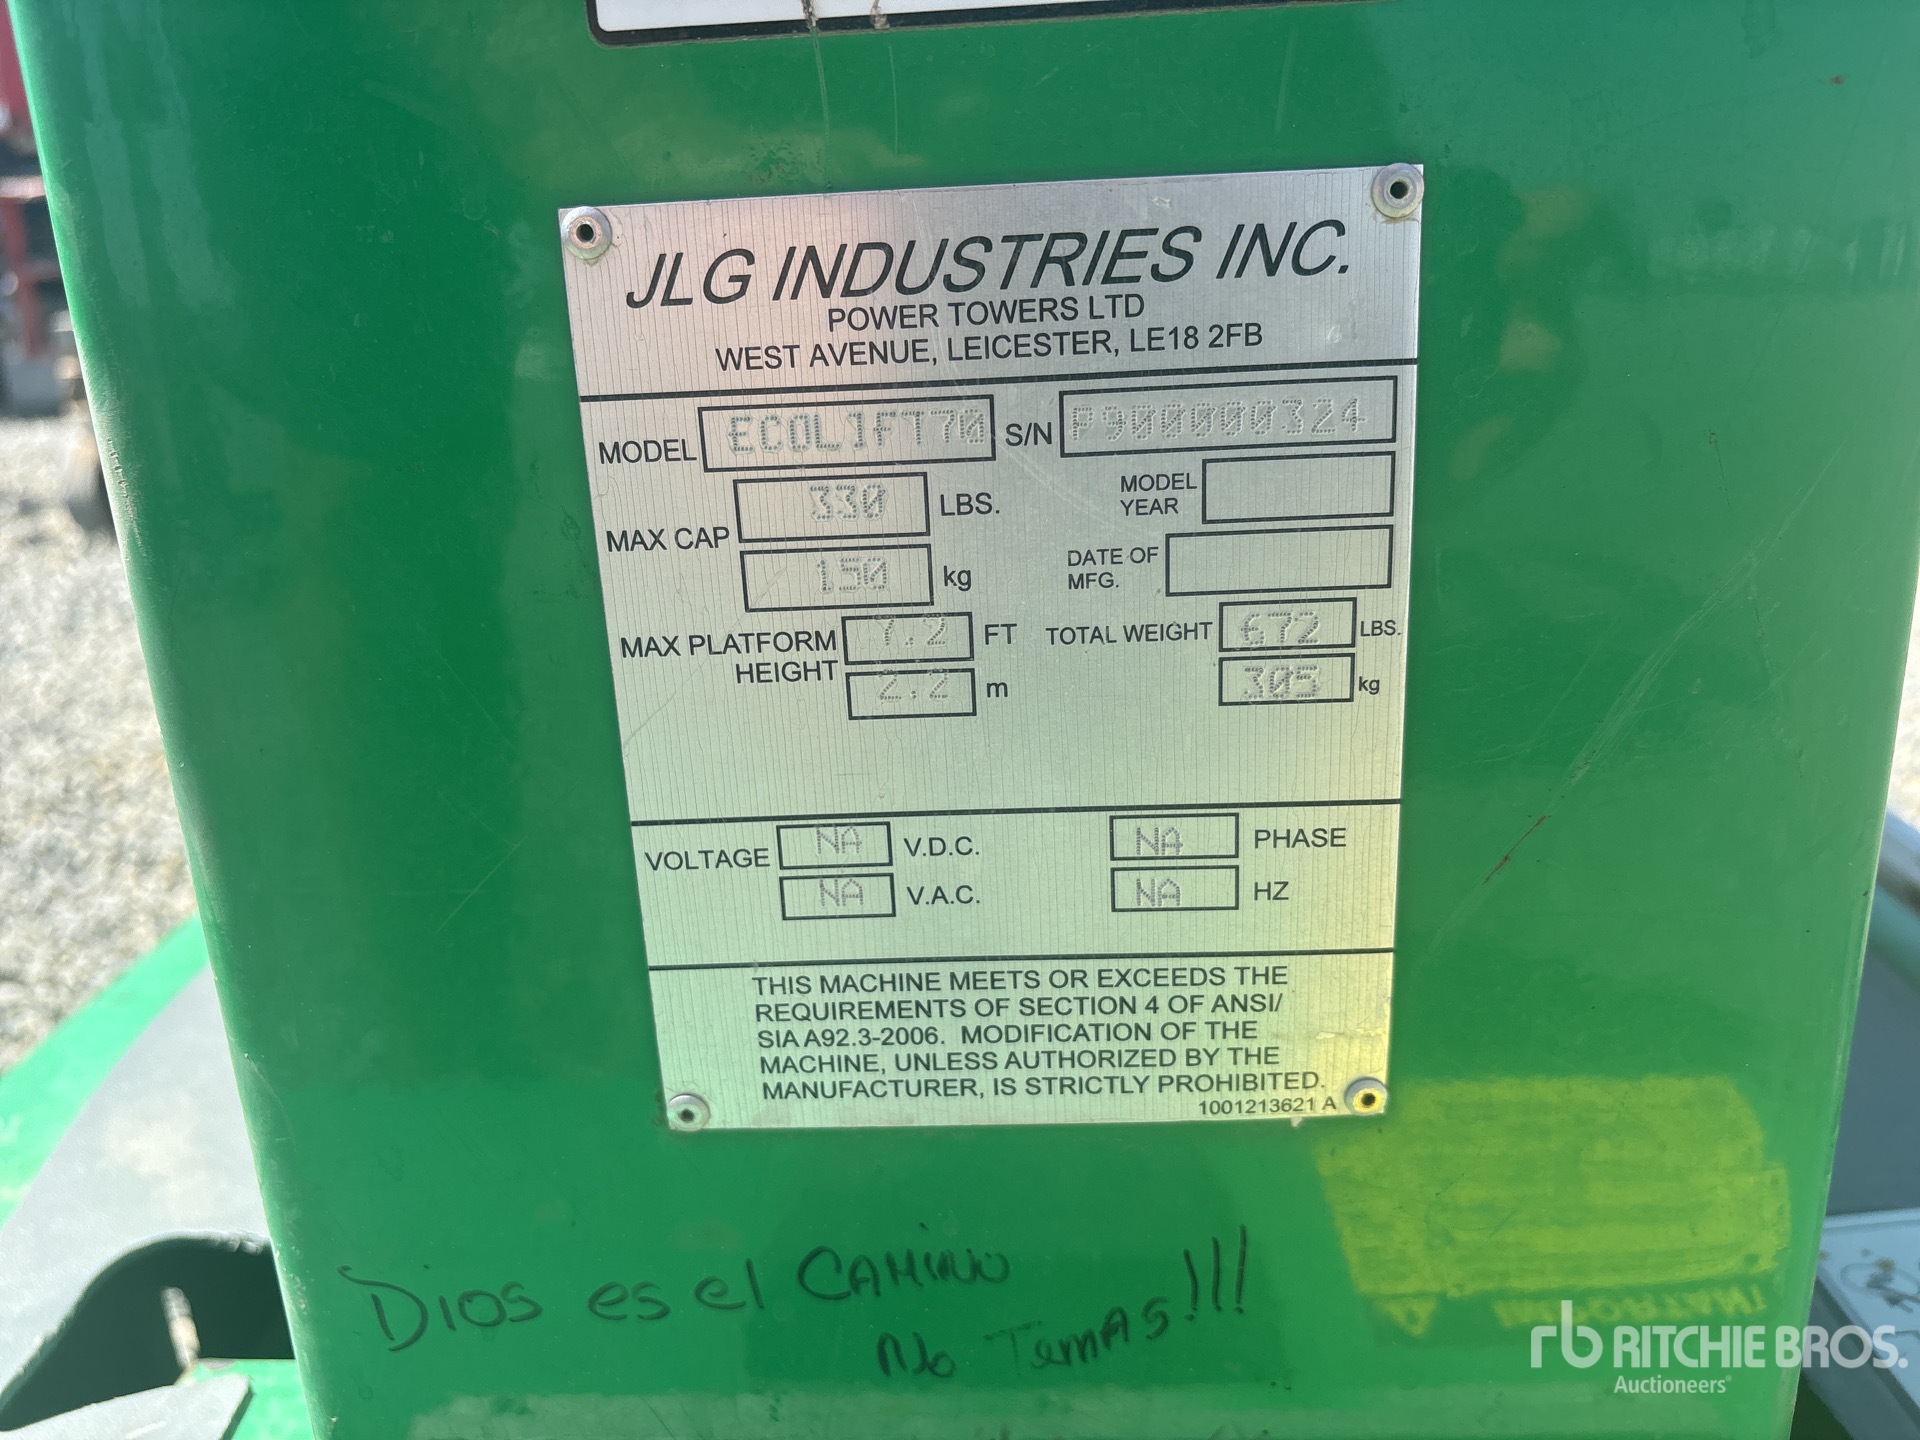 JLG INDUSTRIES INC.
POWER TOWERS LTD
WEST AVENUE, LEICESTER, LE18 2FB
MODEL ECOLIFT70 S/N P900000324
MAX CAP 330 LBS. MODEL YEAR
150 kg DATE OF MFG.
MAX PLATFORM HEIGHT 7.2 FT TOTAL WEIGHT 672 LBS.
2.2 m 305 kg
VOLTAGE NA V.D.C. NA PHASE
NA V.A.C. NA HZ
THIS MACHINE MEETS OR EXCEEDS THE
REQUIREMENTS OF SECTION 4 OF ANSI/
SIA A92.3-2006. MODIFICATION OF THE
MACHINE, UNLESS AUTHORIZED BY THE
MANUFACTURER, IS STRICTLY PROHIBITED.
1001213621 A
Dios es el CAMINO
No TemAs!!!
IMPORTANT
rb RITCHIE BROS.
Auctioneers